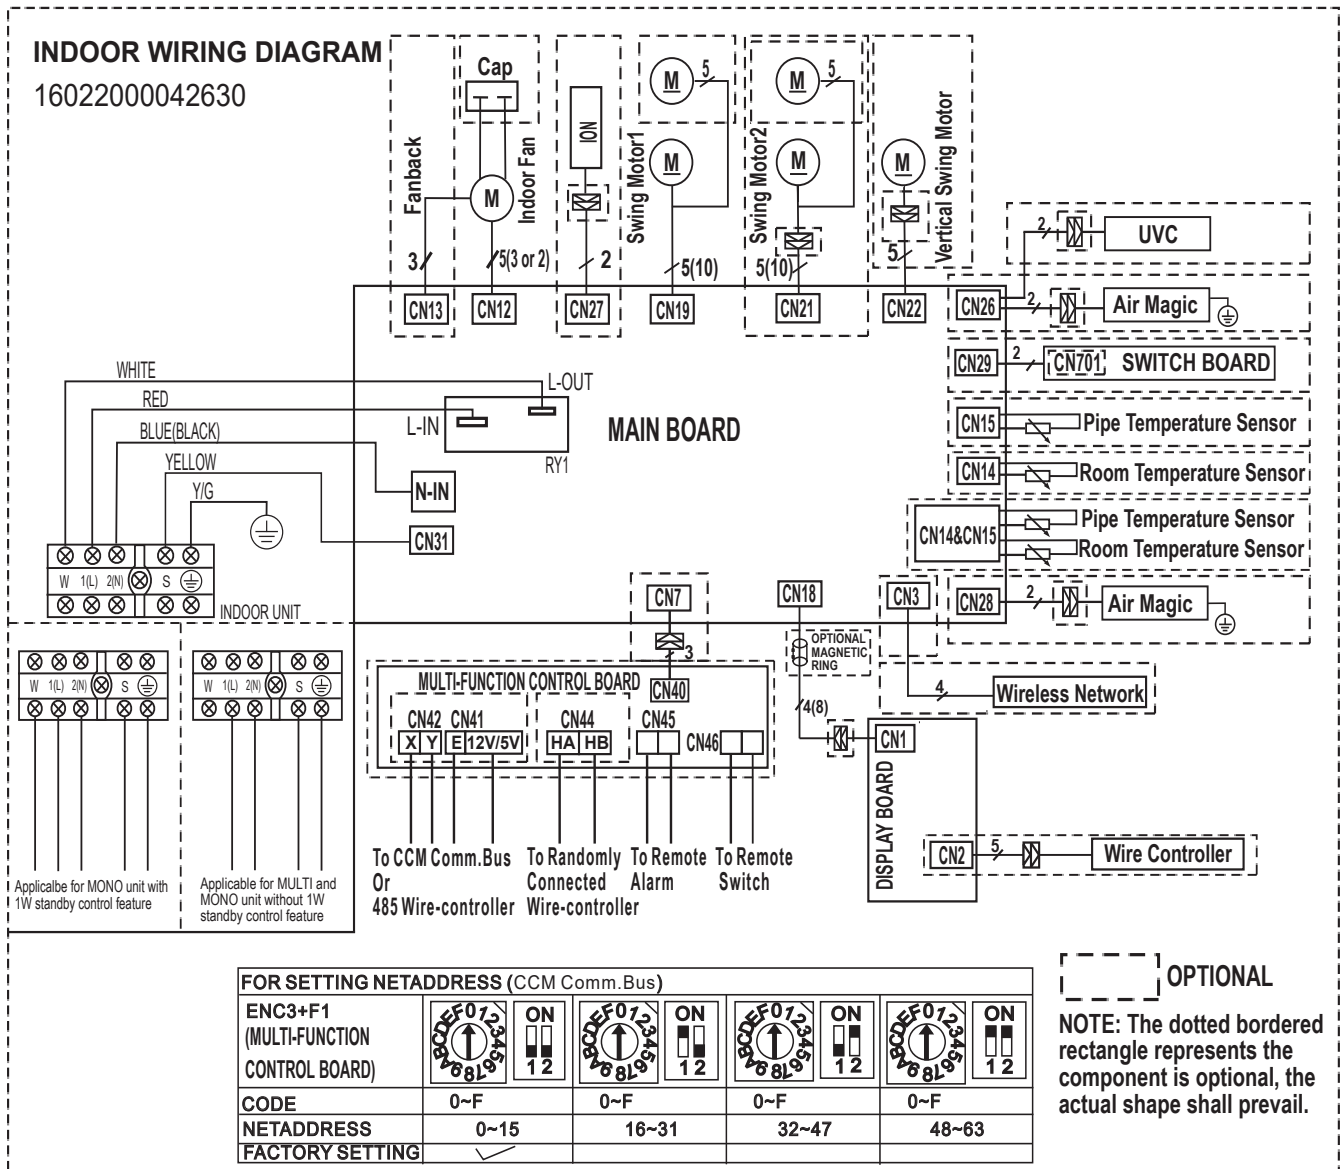 INDOOR WIRING DIAGRAM
16022000042630
Fanback
3
CN13
Cap
M
Indoor Fan
5(3 or 2)
CN12
ION
2
CN27
Swing Motor1
M
5
M
5(10)
CN19
Swing Motor2
M
5
M
5(10)
CN21
Vertical Swing Motor
M
5
CN22
CN26
2
UVC
2
Air Magic
CN29
2
CN701
SWITCH BOARD
CN15
Pipe Temperature Sensor
CN14
Room Temperature Sensor
CN14&CN15
Pipe Temperature Sensor
Room Temperature Sensor
CN28
2
Air Magic
WHITE
RED
BLUE(BLACK)
YELLOW
Y/G
L-OUT
L-IN
RY1
MAIN BOARD
N-IN
CN31
W 1(L) 2(N) S
INDOOR UNIT
W 1(L) 2(N) S
W 1(L) 2(N) S
Applicalbe for MONO unit with
1W standby control feature
Applicable for MULTI and
MONO unit without 1W
standby control feature
CN7
3
CN40
MULTI-FUNCTION CONTROL BOARD
CN42 CN41
X Y E 12V/5V
CN44
HA HB
CN45
CN46
To CCM Comm.Bus
Or
485 Wire-controller
To Randomly
Connected
Wire-controller
To Remote
Alarm
To Remote
Switch
CN18
OPTIONAL
MAGNETIC
RING
4(8)
CN3
4
Wireless Network
CN1
DISPLAY BOARD
CN2
5
Wire Controller
FOR SETTING NETADDRESS (CCM Comm.Bus)
ENC3+F1
(MULTI-FUNCTION
CONTROL BOARD)
0123456789ABCDEF
ON
1 2
0123456789ABCDEF
ON
1 2
0123456789ABCDEF
ON
1 2
0123456789ABCDEF
ON
1 2
CODE 0~F 0~F 0~F 0~F
NETADDRESS 0~15 16~31 32~47 48~63
FACTORY SETTING
OPTIONAL
NOTE: The dotted bordered
rectangle represents the
component is optional, the
actual shape shall prevail.